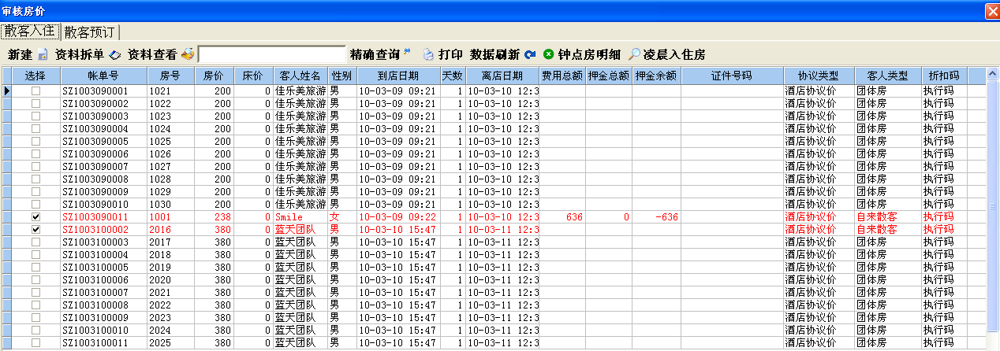 审核房价
散客入住 散客预订
新建 资料拆单 资料查看 精确查询 打印 数据刷新 钟点房明细 凌晨入住房
选择 帐单号 房号 房价 床价 客人姓名 性别 到店日期 天数 离店日期 费用总额 押金总额 押金余额 证件号码 协议类型 客人类型 折扣码
SZ1003090001 1021 200 0 佳乐美旅游 男 10-03-09 09:21 1 10-03-10 12:3 酒店协议价 团体房 执行码
SZ1003090002 1022 200 0 佳乐美旅游 男 10-03-09 09:21 1 10-03-10 12:3 酒店协议价 团体房 执行码
SZ1003090003 1023 200 0 佳乐美旅游 男 10-03-09 09:21 1 10-03-10 12:3 酒店协议价 团体房 执行码
SZ1003090004 1024 200 0 佳乐美旅游 男 10-03-09 09:21 1 10-03-10 12:3 酒店协议价 团体房 执行码
SZ1003090005 1025 200 0 佳乐美旅游 男 10-03-09 09:21 1 10-03-10 12:3 酒店协议价 团体房 执行码
SZ1003090006 1026 200 0 佳乐美旅游 男 10-03-09 09:21 1 10-03-10 12:3 酒店协议价 团体房 执行码
SZ1003090007 1027 200 0 佳乐美旅游 男 10-03-09 09:21 1 10-03-10 12:3 酒店协议价 团体房 执行码
SZ1003090008 1028 200 0 佳乐美旅游 男 10-03-09 09:21 1 10-03-10 12:3 酒店协议价 团体房 执行码
SZ1003090009 1029 200 0 佳乐美旅游 男 10-03-09 09:21 1 10-03-10 12:3 酒店协议价 团体房 执行码
SZ1003090010 1030 200 0 佳乐美旅游 男 10-03-09 09:21 1 10-03-10 12:3 酒店协议价 团体房 执行码
SZ1003090011 1001 238 0 Smile 女 10-03-09 09:22 1 10-03-10 12:3 636 0 -636 酒店协议价 自来散客 执行码
SZ1003100002 2016 380 0 蓝天团队 男 10-03-10 15:47 1 10-03-11 12:3 酒店协议价 自来散客 执行码
SZ1003100003 2017 380 0 蓝天团队 男 10-03-10 15:47 1 10-03-11 12:3 酒店协议价 团体房 执行码
SZ1003100004 2018 380 0 蓝天团队 男 10-03-10 15:47 1 10-03-11 12:3 酒店协议价 团体房 执行码
SZ1003100005 2019 380 0 蓝天团队 男 10-03-10 15:47 1 10-03-11 12:3 酒店协议价 团体房 执行码
SZ1003100006 2020 380 0 蓝天团队 男 10-03-10 15:47 1 10-03-11 12:3 酒店协议价 团体房 执行码
SZ1003100007 2021 380 0 蓝天团队 男 10-03-10 15:47 1 10-03-11 12:3 酒店协议价 团体房 执行码
SZ1003100008 2022 380 0 蓝天团队 男 10-03-10 15:47 1 10-03-11 12:3 酒店协议价 团体房 执行码
SZ1003100009 2023 380 0 蓝天团队 男 10-03-10 15:47 1 10-03-11 12:3 酒店协议价 团体房 执行码
SZ1003100010 2024 380 0 蓝天团队 男 10-03-10 15:47 1 10-03-11 12:3 酒店协议价 团体房 执行码
SZ1003100011 2025 380 0 蓝天团队 男 10-03-10 15:47 1 10-03-11 12:3 酒店协议价 团体房 执行码